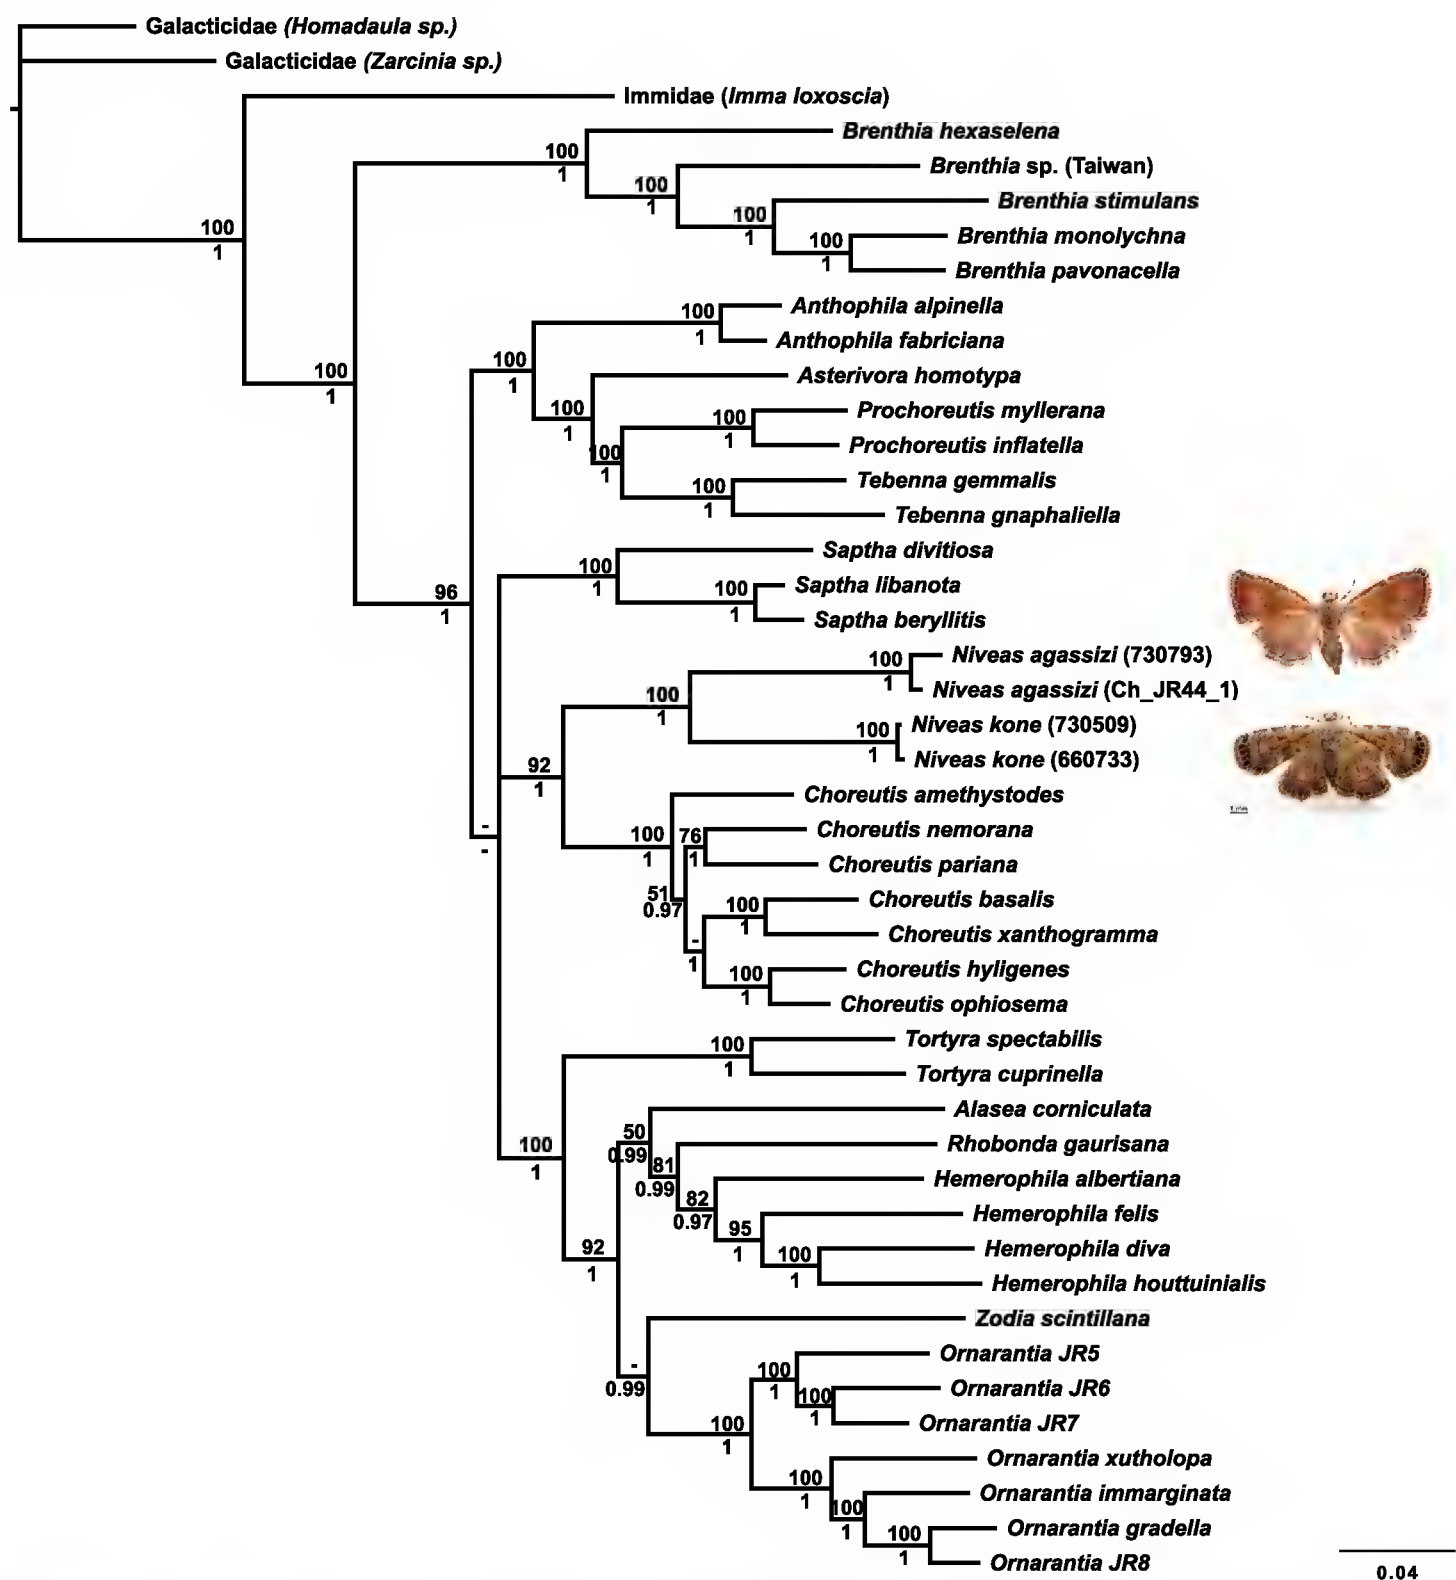 Galacticidae (Homadaula sp.)
Galacticidae (Zarcinia sp.)
Immidae (Imma loxoscia)
Brenthia hexaselena
100
1
Brenthia sp. (Taiwan)
100
1
Brenthia stimulans
100
1
Brenthia monolychna
100
1
100
1
Brenthia pavonacella
Anthophila alpinella
100
1
Anthophila fabriciana
100
1
100
1
Asterivora homotypa
100
1
Prochoreutis myllerana
100
1
Prochoreutis inflatella
100
1
Tebenna gemmalis
100
1
Tebenna gnaphaliella
Saptha divitiosa
100
1
Saptha libanota
100
1
96
1
Saptha beryllitis
Niveas agassizi (730793)
100
1
Niveas agassizi (Ch_JR44_1)
100
1
Niveas kone (730509)
100
1
Niveas kone (660733)
92
1
Choreutis amethystodes
100
1
-
-
Choreutis nemorana
76
1
Choreutis pariana
51
0.97
Choreutis basalis
100
1
Choreutis xanthogramma
-
1
Choreutis hyligenes
100
1
Choreutis ophiosema
Tortyra spectabilis
100
1
Tortyra cuprinella
Alasea corniculata
100
1
50
0.99
Rhobonda gaurisana
81
0.99
Hemerophila albertiana
82
0.97
Hemerophila felis
95
1
Hemerophila diva
100
1
92
1
Hemerophila houttuinialis
Zodia scintillana
-
0.99
Ornarantia JR5
100
1
Ornarantia JR6
100
1
Ornarantia JR7
100
1
Ornarantia xutholopa
100
1
Ornarantia immarginata
100
1
Ornarantia gradella
100
1
Ornarantia JR8
0.04